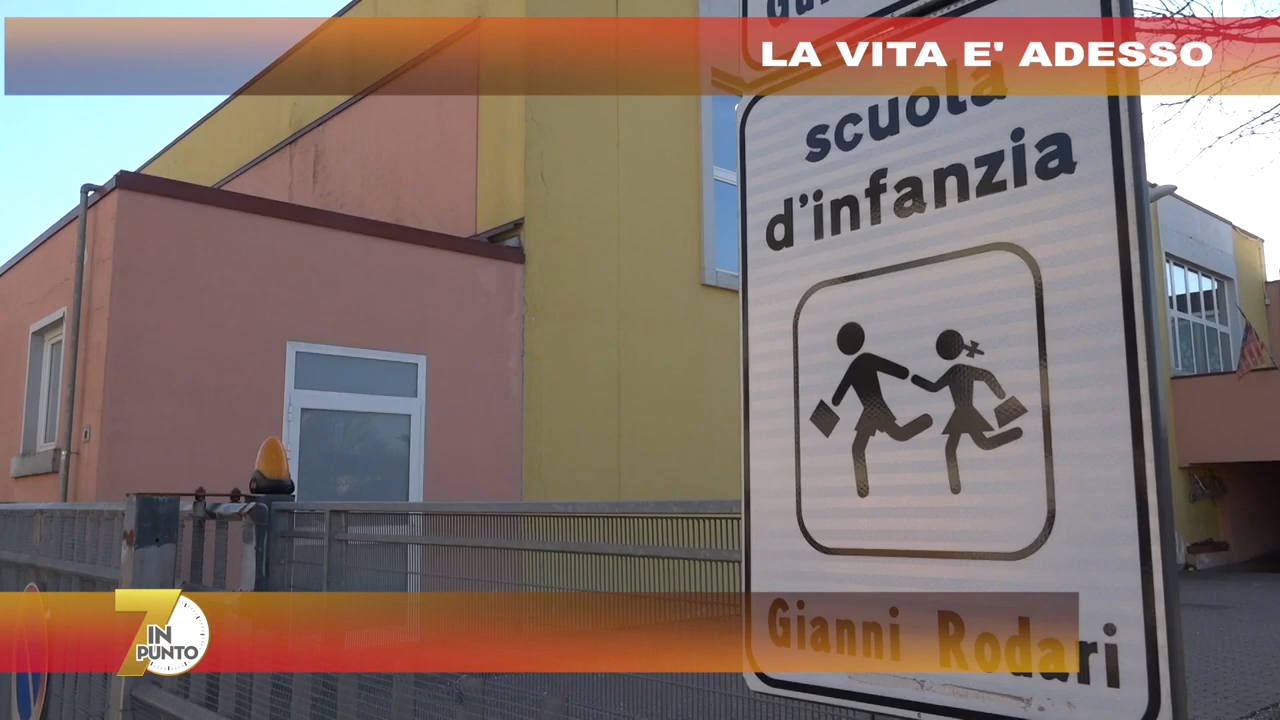 LA VITA E' ADESSO
scuola
d'infanzia
Gianni Rodari
7 IN
PUNTO